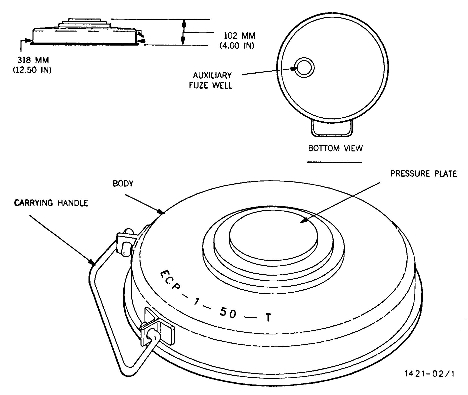 102 MM
(4.00 IN)
318 MM
(12.50 IN)
AUXILIARY
FUZE WELL
BOTTOM VIEW
PRESSURE PLATE
BODY
CARRYING HANDLE
ECP-1-50-T
1421-02/1